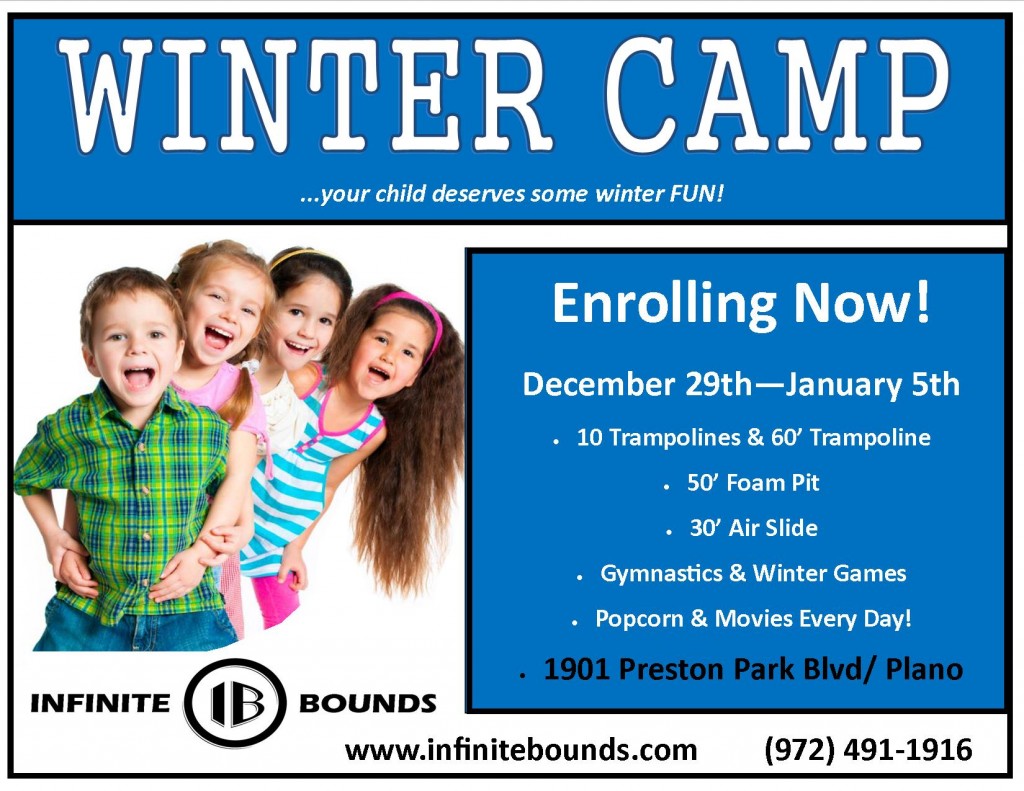 WINTER CAMP
...your child deserves some winter FUN!
Enrolling Now!
December 29th—January 5th
• 10 Trampolines & 60’ Trampoline
• 50’ Foam Pit
• 30’ Air Slide
• Gymnastics & Winter Games
• Popcorn & Movies Every Day!
• 1901 Preston Park Blvd/ Plano
INFINITE IB BOUNDS
www.infinitebounds.com (972) 491-1916